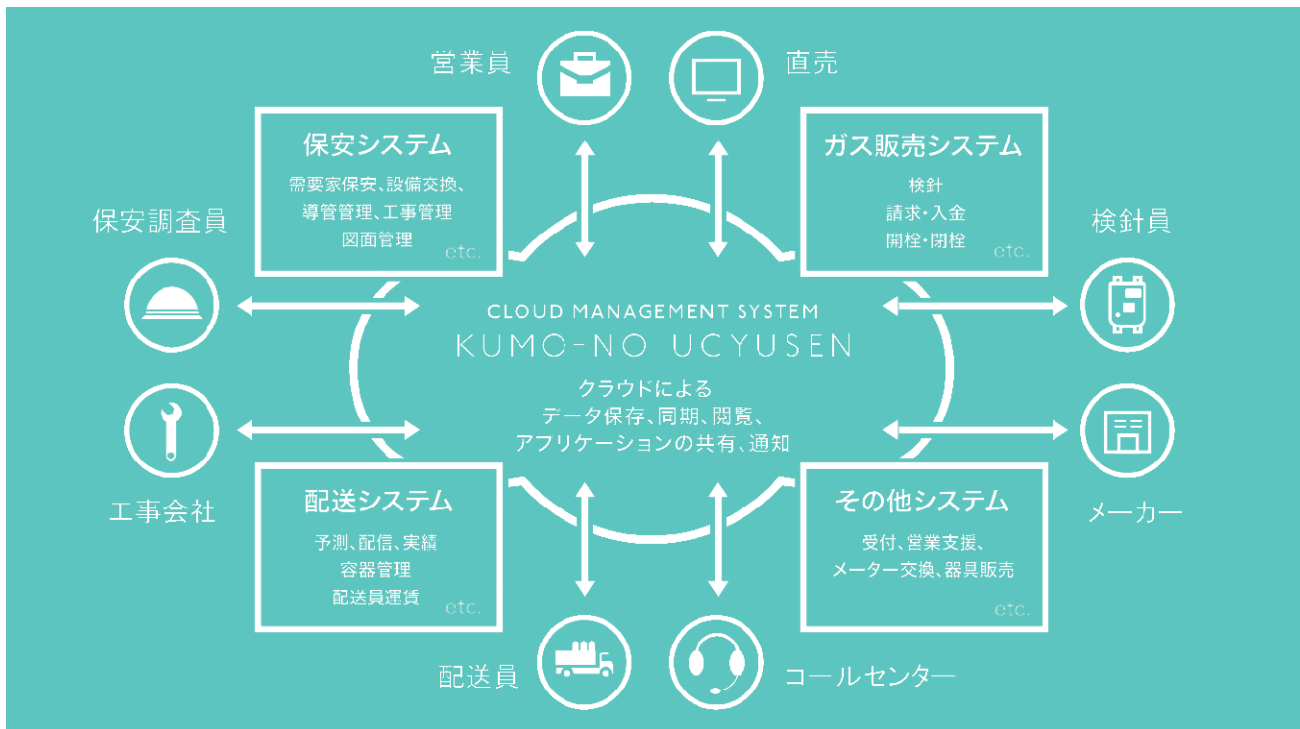 営業員
直売
保安システム
需要家保安、設備交換、
導管管理、工事管理
図面管理
etc.
ガス販売システム
検針
請求・入金
開栓・閉栓
etc.
保安調査員
検針員
CLOUD MANAGEMENT SYSTEM
KUMO-NO UCYUSEN
クラウドによる
データ保存、同期、閲覧、
アプリケーションの共有、通知
工事会社
メーカー
配送システム
予測、配信、実績
容器管理
配送員運賃
etc.
その他システム
受付、営業支援、
メーター交換、器具販売
etc.
配送員
コールセンター